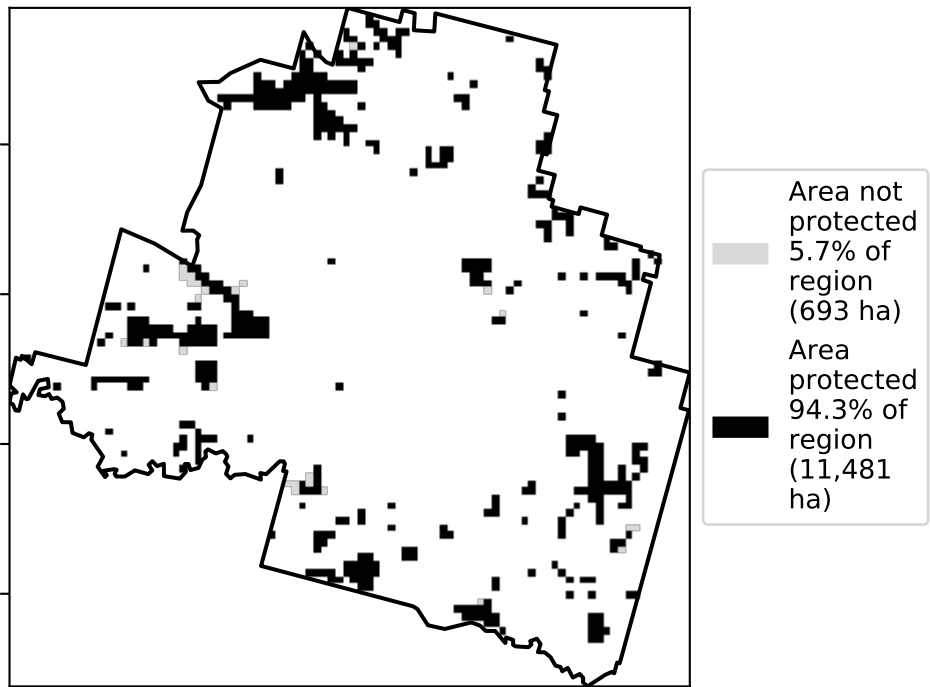 Area not
protected
5.7% of
region
(693 ha)
Area
protected
94.3% of
region
(11,481
ha)